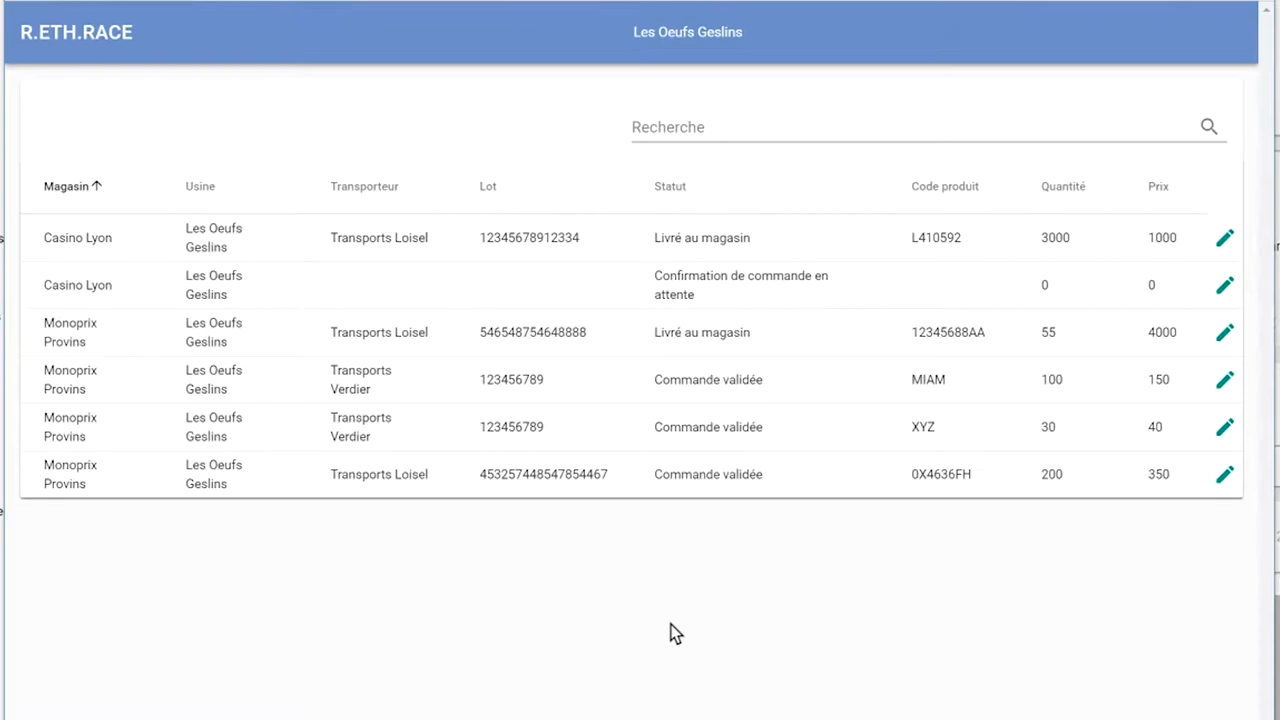 R.ETH.RACE
Les Oeufs Geslins
Recherche
Magasin Usine Transporteur Lot Statut Code produit Quantité Prix
Casino Lyon Les Oeufs Geslins Transports Loisel 12345678912334 Livré au magasin L410592 3000 1000
Casino Lyon Les Oeufs Geslins Confirmation de commande en attente 0 0
Monoprix Provins Les Oeufs Geslins Transports Loisel 546548754648888 Livré au magasin 12345688AA 55 4000
Monoprix Provins Les Oeufs Geslins Transports Verdier 123456789 Commande validée MIAM 100 150
Monoprix Provins Les Oeufs Geslins Transports Verdier 123456789 Commande validée XYZ 30 40
Monoprix Provins Les Oeufs Geslins Transports Loisel 453257448547854467 Commande validée 0X4636FH 200 350